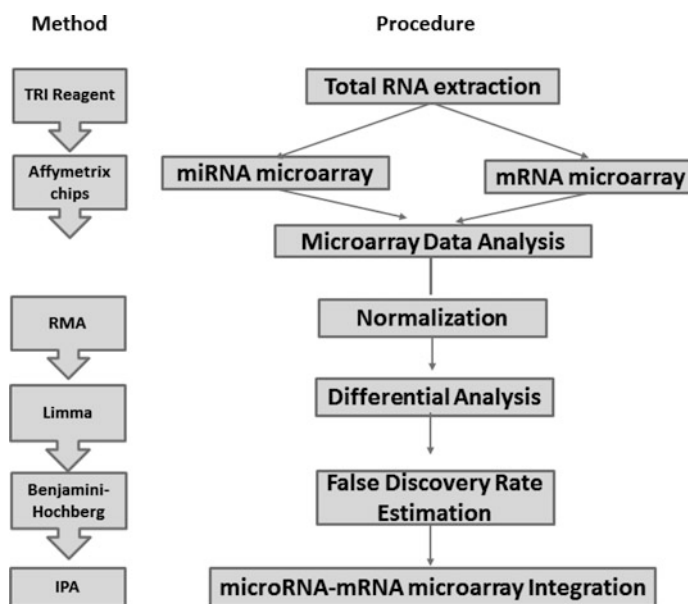 Method
Procedure
TRI Reagent
Total RNA extraction
Affymetrix
chips
miRNA microarray
mRNA microarray
Microarray Data Analysis
RMA
Normalization
Limma
Differential Analysis
Benjamini-
Hochberg
False Discovery Rate
Estimation
IPA
microRNA-mRNA microarray Integration